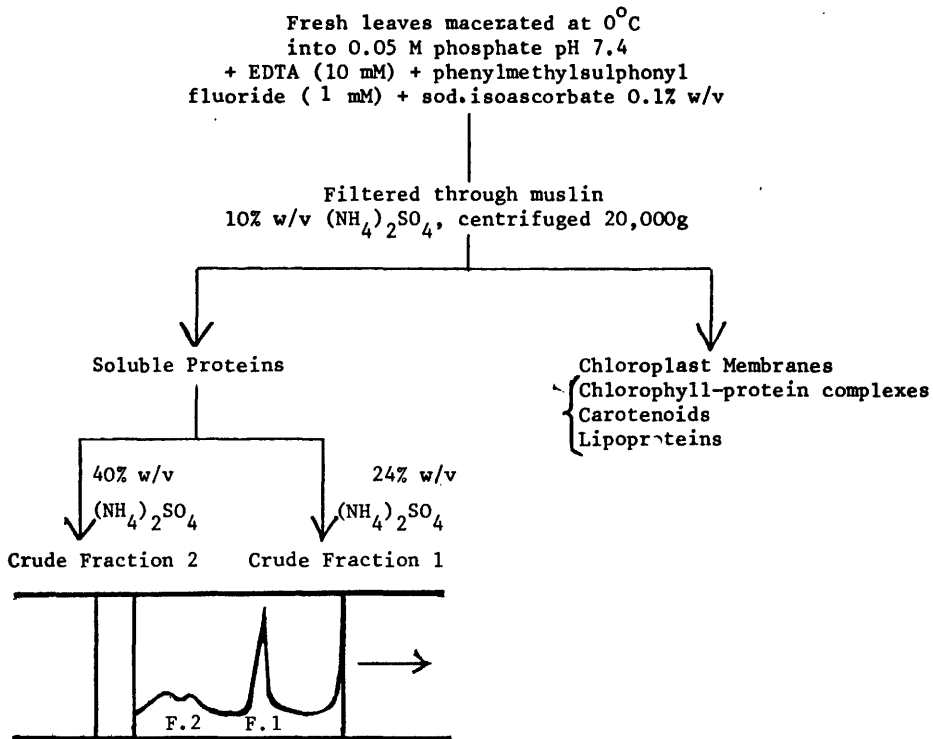 Fresh leaves macerated at 0°C
into 0.05 M phosphate pH 7.4
+ EDTA (10 mM) + phenylmethylsulphonyl
fluoride ( 1 mM) + sod.isoascorbate 0.1% w/v
Filtered through muslin
10% w/v (NH4)2SO4, centrifuged 20,000g
Soluble Proteins
Chloroplast Membranes
Chlorophyll-protein complexes
Carotenoids
Lipoproteins
40% w/v
(NH4)2SO4
24% w/v
(NH4)2SO4
Crude Fraction 2
Crude Fraction 1
F.2
F.1